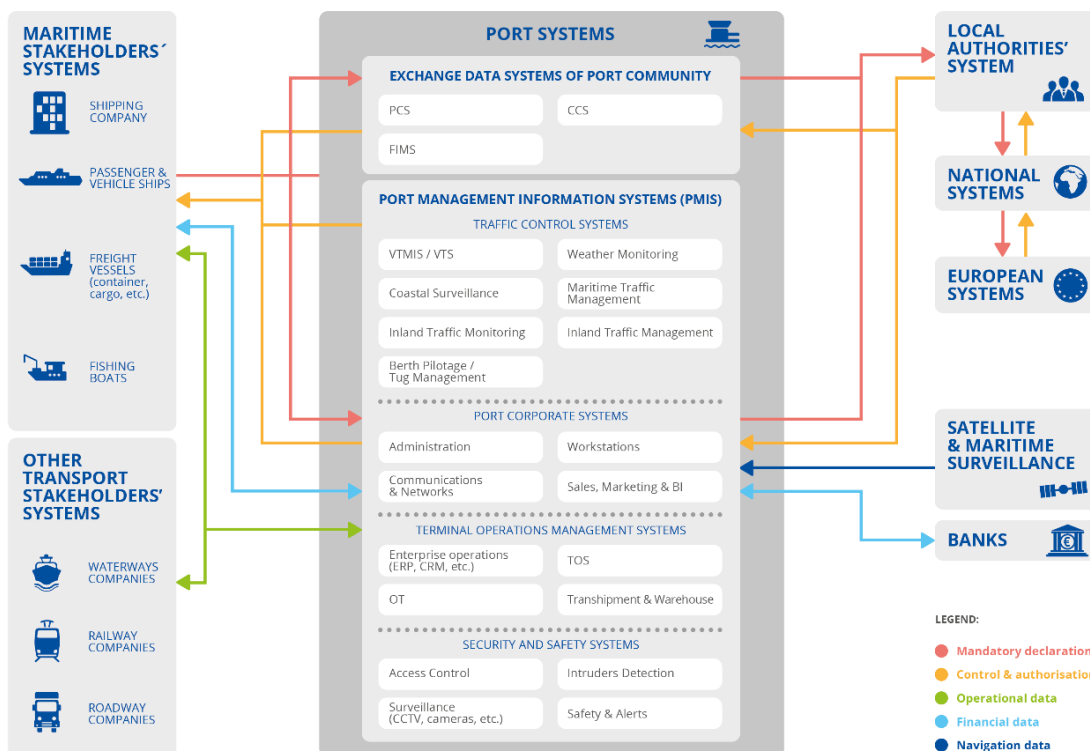 MARITIME
STAKEHOLDERS´
SYSTEMS
SHIPPING
COMPANY
PASSENGER &
VEHICLE SHIPS
FREIGHT
VESSELS
(container,
cargo, etc.)
FISHING
BOATS
OTHER
TRANSPORT
STAKEHOLDERS’
SYSTEMS
WATERWAYS
COMPANIES
RAILWAY
COMPANIES
ROADWAY
COMPANIES
PORT SYSTEMS
EXCHANGE DATA SYSTEMS OF PORT COMMUNITY
PCS
CCS
FIMS
PORT MANAGEMENT INFORMATION SYSTEMS (PMIS)
TRAFFIC CONTROL SYSTEMS
VTMIS / VTS
Weather Monitoring
Coastal Surveillance
Maritime Traffic
Management
Inland Traffic Monitoring
Inland Traffic Management
Berth Pilotage /
Tug Management
PORT CORPORATE SYSTEMS
Administration
Workstations
Communications
& Networks
Sales, Marketing & BI
TERMINAL OPERATIONS MANAGEMENT SYSTEMS
Enterprise operations
(ERP, CRM, etc.)
TOS
OT
Transhipment & Warehouse
SECURITY AND SAFETY SYSTEMS
Access Control
Intruders Detection
Surveillance
(CCTV, cameras, etc.)
Safety & Alerts
LOCAL
AUTHORITIES’
SYSTEM
NATIONAL
SYSTEMS
EUROPEAN
SYSTEMS
SATELLITE
& MARITIME
SURVEILLANCE
BANKS
LEGEND:
Mandatory declaration
Control & authorisation
Operational data
Financial data
Navigation data